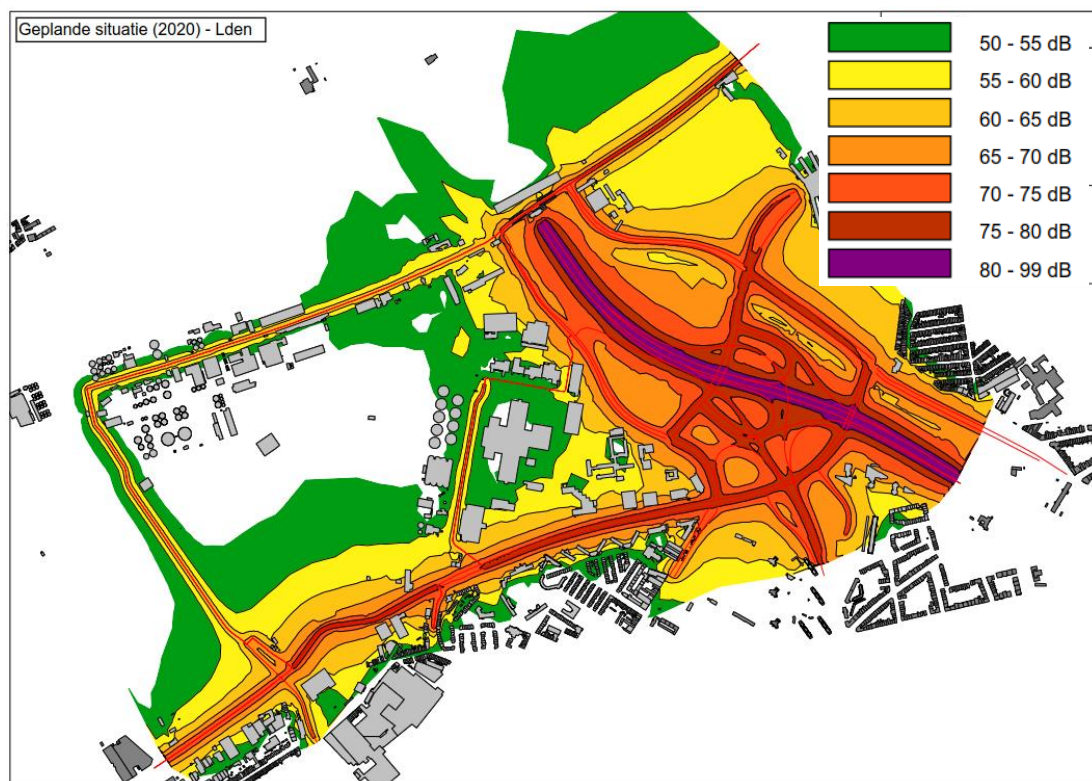 Geplande situatie (2020) - Lden
50 - 55 dB
55 - 60 dB
60 - 65 dB
65 - 70 dB
70 - 75 dB
75 - 80 dB
80 - 99 dB